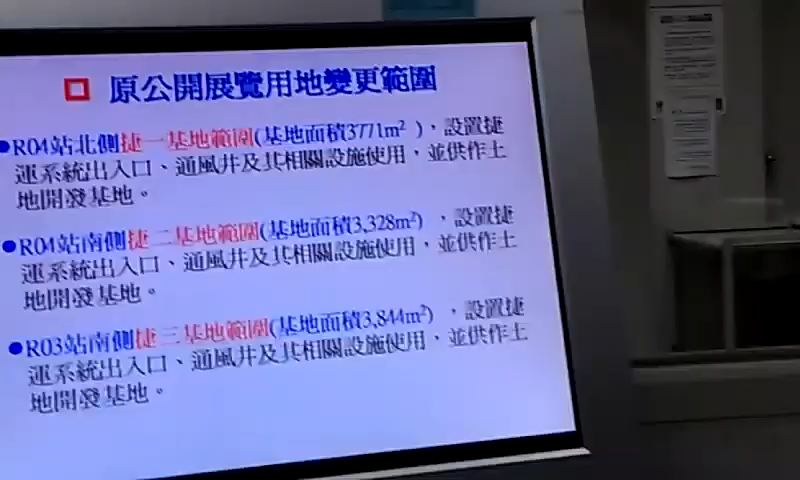 原公開展覽用地變更範圍
●R04站北側捷一基地範圍(基地面積3771m²)，設置捷
運系統出入口、通風井及其相關設施使用，並供作土
地開發基地。
●R04站南側捷二基地範圍(基地面積3,328m²)，設置捷
運系統出入口、通風井及其相關設施使用，並供作土
地開發基地。
●R03站南側捷三基地範圍(基地面積3,844m²)，設置捷
運系統出入口、通風井及其相關設施使用，並供作土
地開發基地。